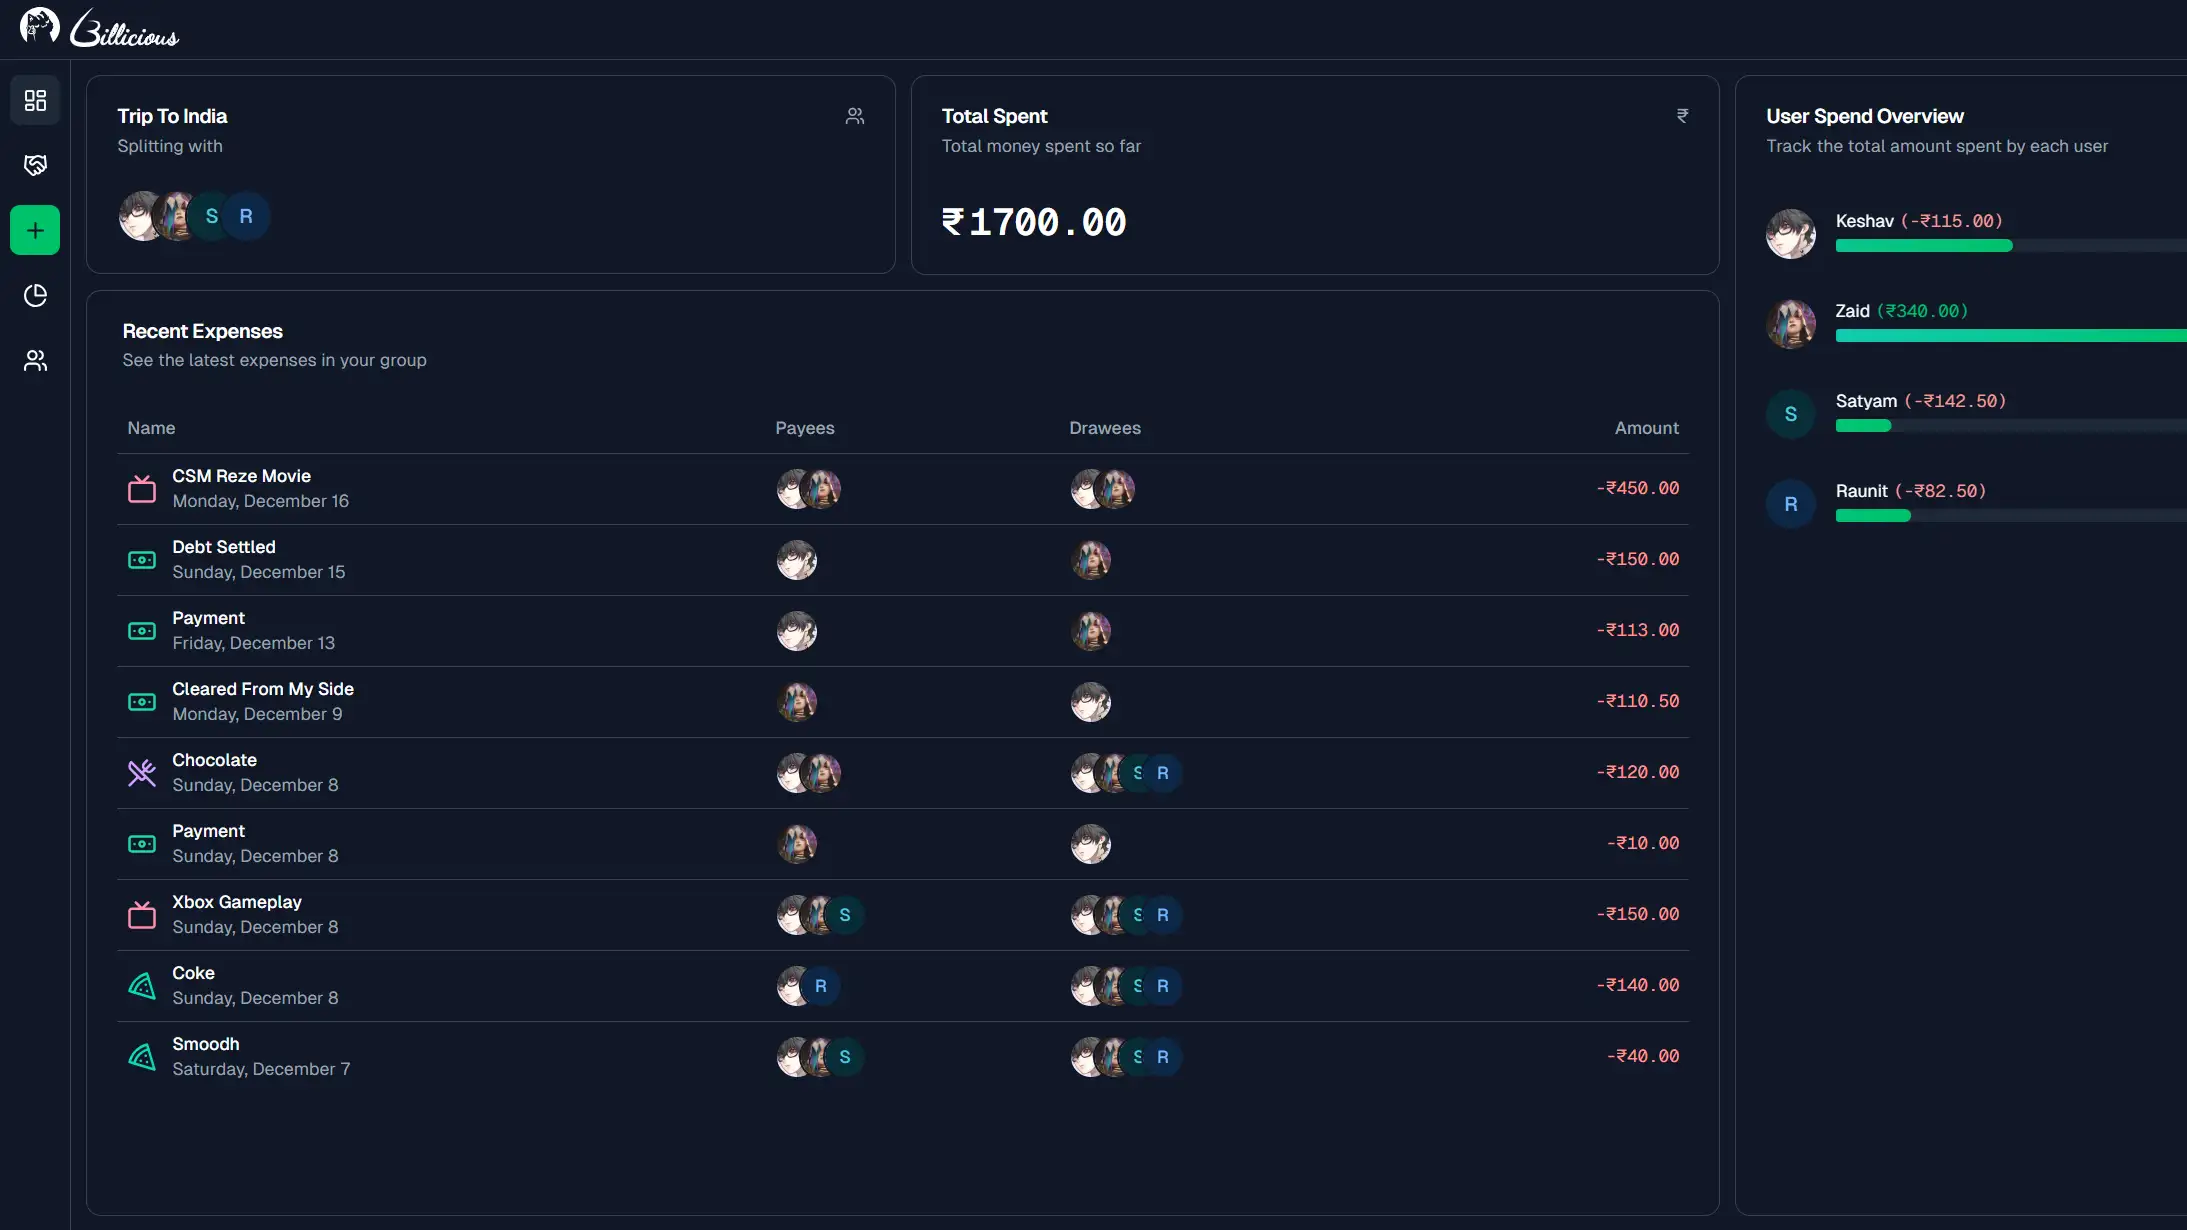 Billicious
Trip To India
Splitting with
S R
Total Spent
₹
Total money spent so far
₹1700.00
User Spend Overview
Track the total amount spent by each user
Keshav (-₹115.00)
Zaid (₹340.00)
S
Satyam (-₹142.50)
R
Raunit (-₹82.50)
Recent Expenses
See the latest expenses in your group
Name Payees Drawees Amount
CSM Reze Movie
Monday, December 16
-₹450.00
Debt Settled
Sunday, December 15
-₹150.00
Payment
Friday, December 13
-₹113.00
Cleared From My Side
Monday, December 9
-₹110.50
Chocolate
Sunday, December 8
S R
-₹120.00
Payment
Sunday, December 8
-₹10.00
Xbox Gameplay
Sunday, December 8
S
S R
-₹150.00
Coke
Sunday, December 8
R
S R
-₹140.00
Smoodh
Saturday, December 7
S
S R
-₹40.00